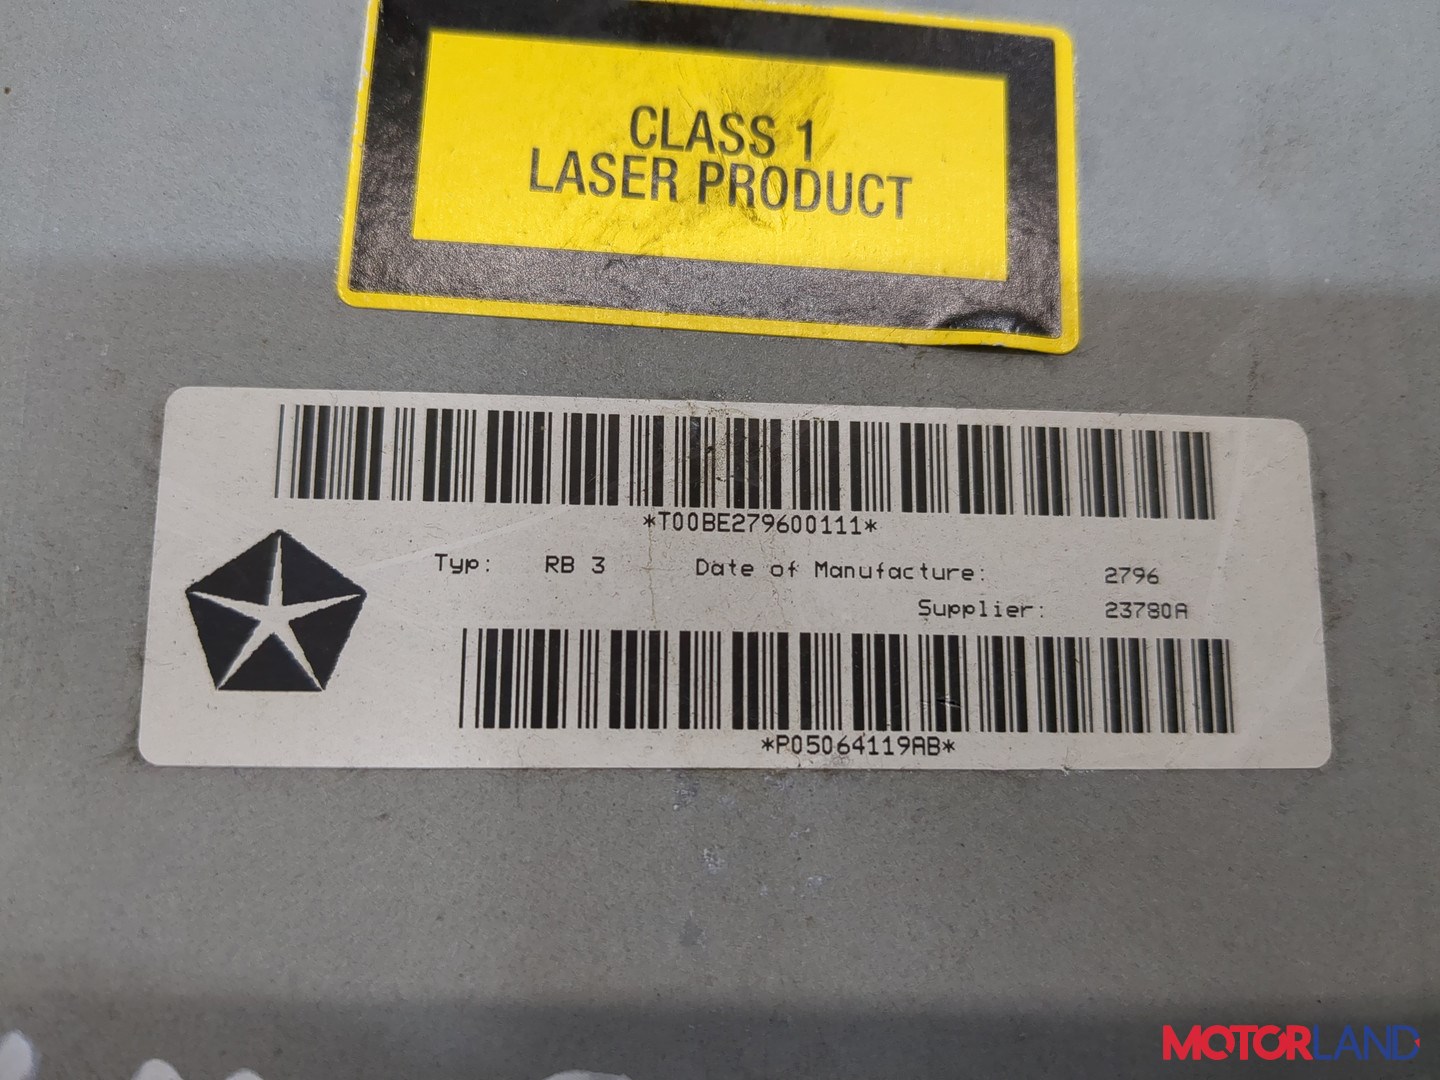 CLASS 1
LASER PRODUCT
*T00BE279600111*
Typ: RB 3 Date of Manufacture: 2796
Supplier: 23780A
*P05064119AB*
MOTORLAND